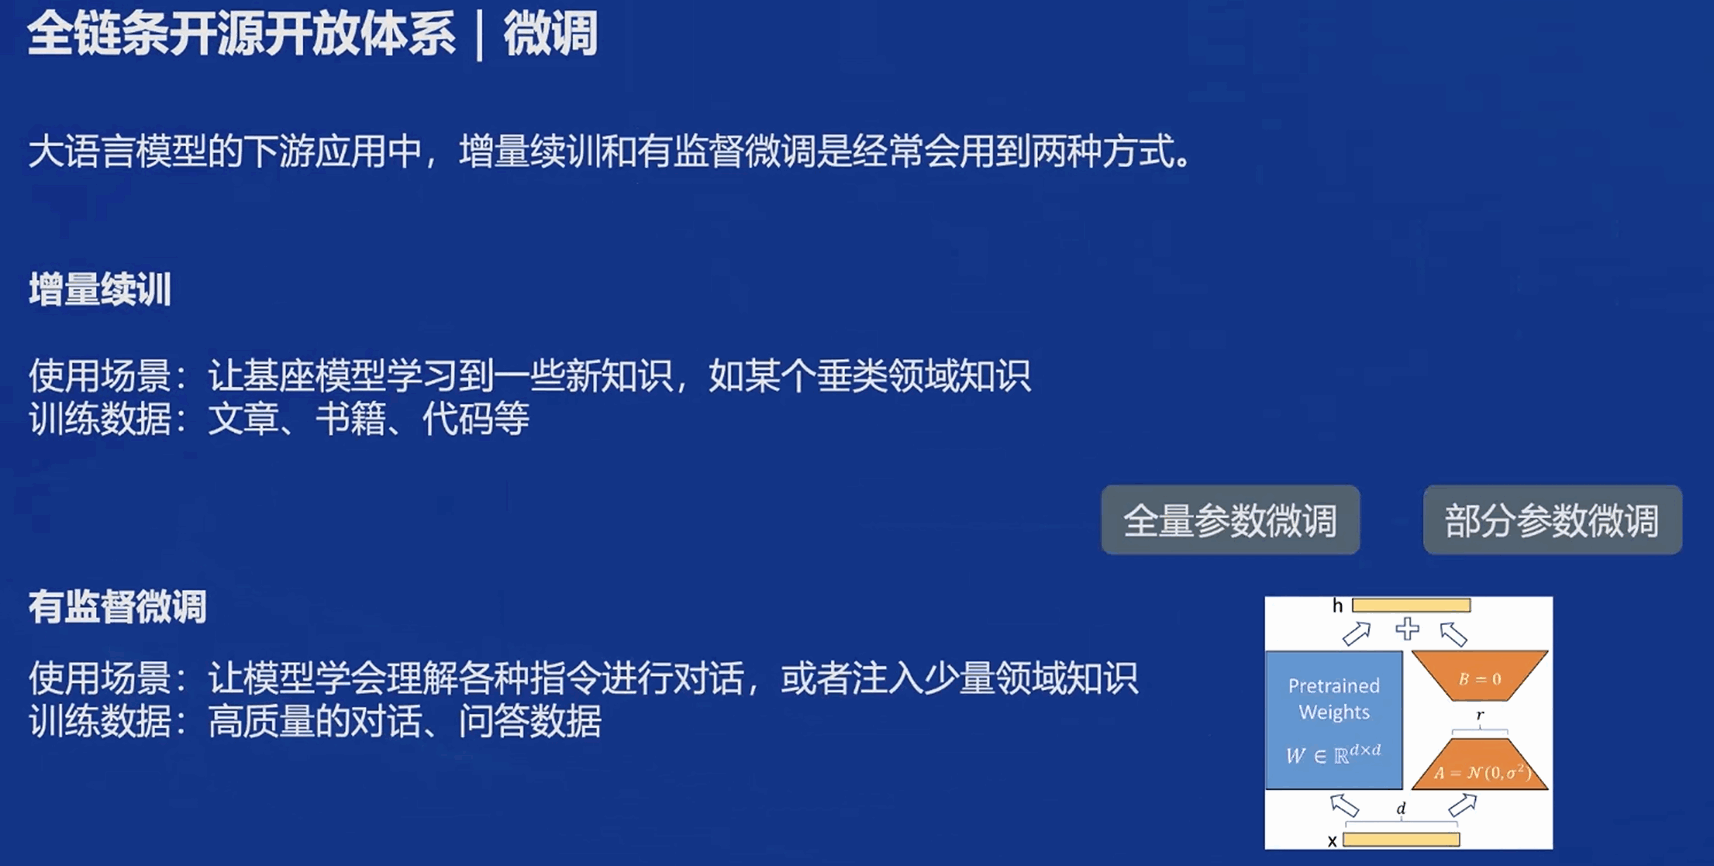 全链条开源开放体系 | 微调
大语言模型的下游应用中，增量续训和有监督微调是经常会用到两种方式。
增量续训
使用场景：让基座模型学习到一些新知识，如某个垂类领域知识
训练数据：文章、书籍、代码等
全量参数微调
部分参数微调
有监督微调
使用场景：让模型学会理解各种指令进行对话，或者注入少量领域知识
训练数据：高质量的对话、问答数据
h
Pretrained
Weights
W ∈ ℝ^{d×d}
B = 0
r
A = 𝒩(0, σ²)
d
x